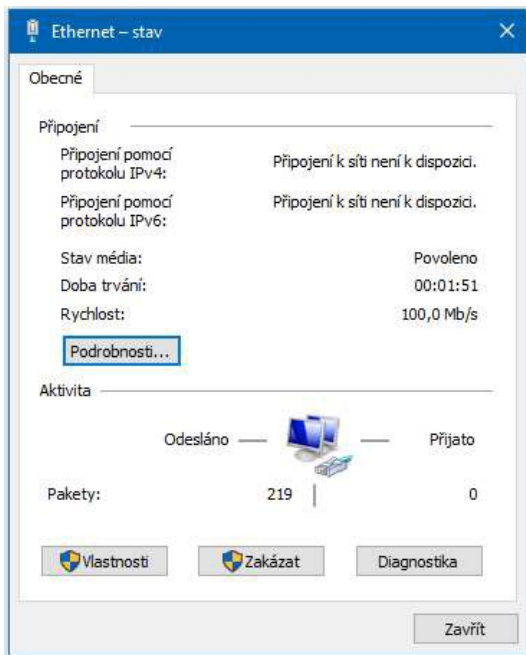 Ethernet – stav
Obecné
Připojení
Připojení pomocí
protokolu IPv4:
Připojení k síti není k dispozici.
Připojení pomocí
protokolu IPv6:
Připojení k síti není k dispozici.
Stav média: Povoleno
Doba trvání: 00:01:51
Rychlost: 100,0 Mb/s
Podrobnosti...
Aktivita
Odesláno — — Přijato
Pakety: 219 | 0
Vlastnosti Zakázat Diagnostika
Zavřít